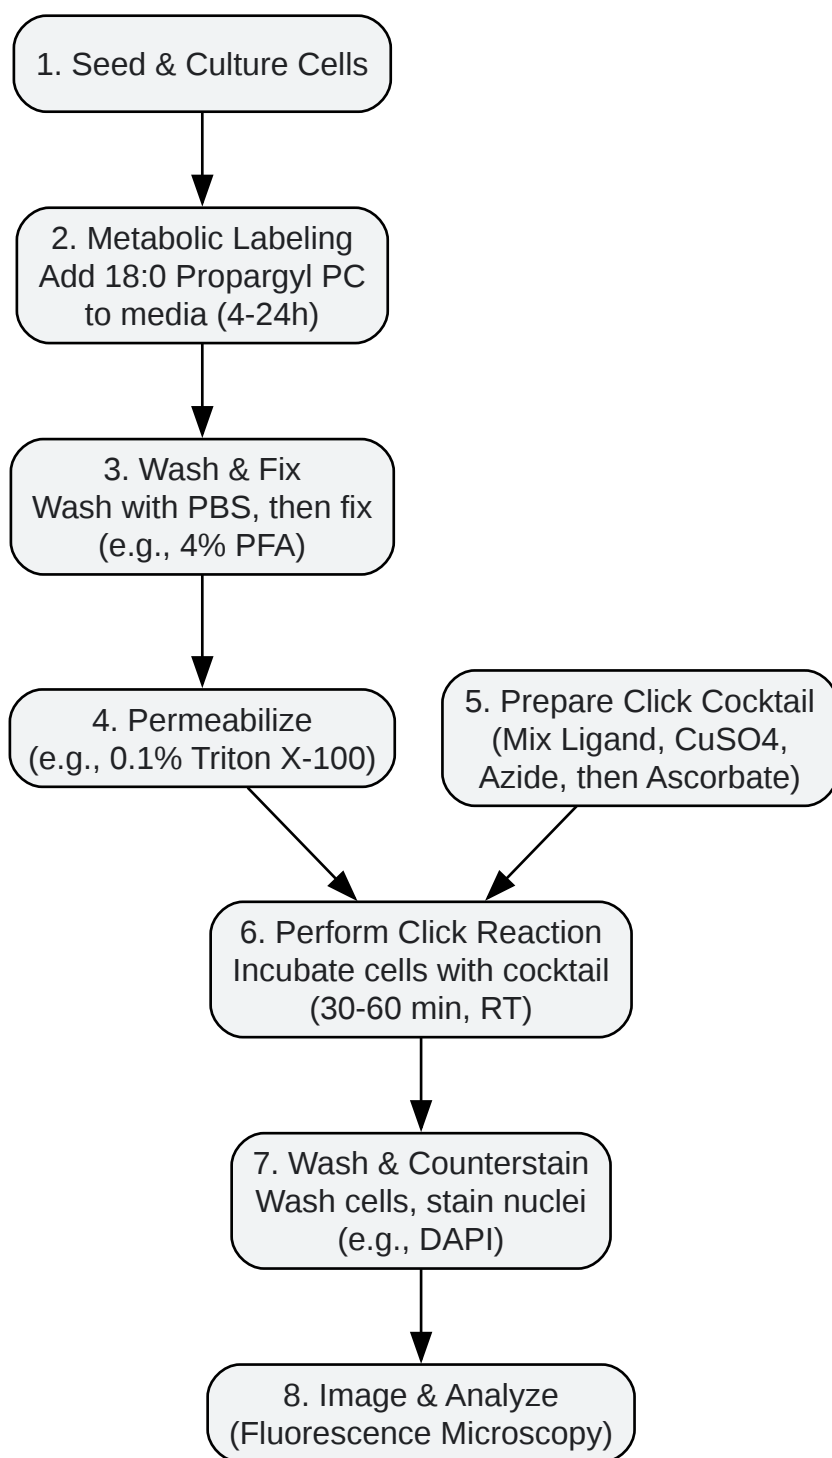 1. Seed & Culture Cells
2. Metabolic Labeling
Add 18:0 Propargyl PC
to media (4-24h)
3. Wash & Fix
Wash with PBS, then fix
(e.g., 4% PFA)
4. Permeabilize
(e.g., 0.1% Triton X-100)
5. Prepare Click Cocktail
(Mix Ligand, CuSO4,
Azide, then Ascorbate)
6. Perform Click Reaction
Incubate cells with cocktail
(30-60 min, RT)
7. Wash & Counterstain
Wash cells, stain nuclei
(e.g., DAPI)
8. Image & Analyze
(Fluorescence Microscopy)